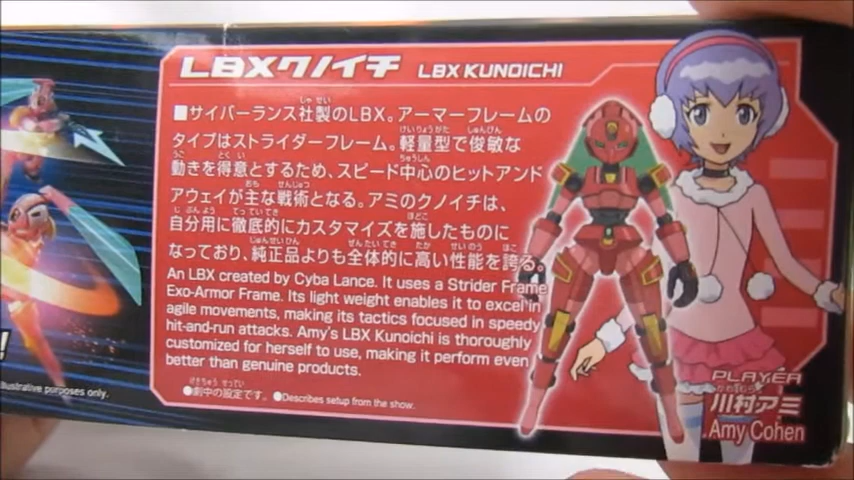 LBXクノイチ LBX KUNOICHI
■サイバーランス社製のLBX。アーマーフレームの
タイプはストライダーフレーム。軽量型で俊敏な
動きを得意とするため、スピード中心のヒットアンド
アウェイが主な戦術となる。アミのクノイチは、
自分用に徹底的にカスタマイズを施したものに
なっており、純正品よりも全体的に高い性能を誇る。
An LBX created by Cyba Lance. It uses a Strider Frame
Exo-Armor Frame. Its light weight enables it to excel in
agile movements, making its tactics focused in speedy
hit-and-run attacks. Amy's LBX Kunoichi is thoroughly
customized for herself to use, making it perform even
better than genuine products.
●劇中の設定です。 ●Describes setup from the show.
PLAYER
川村アミ
Amy Cohen
!
illustrative purposes only.